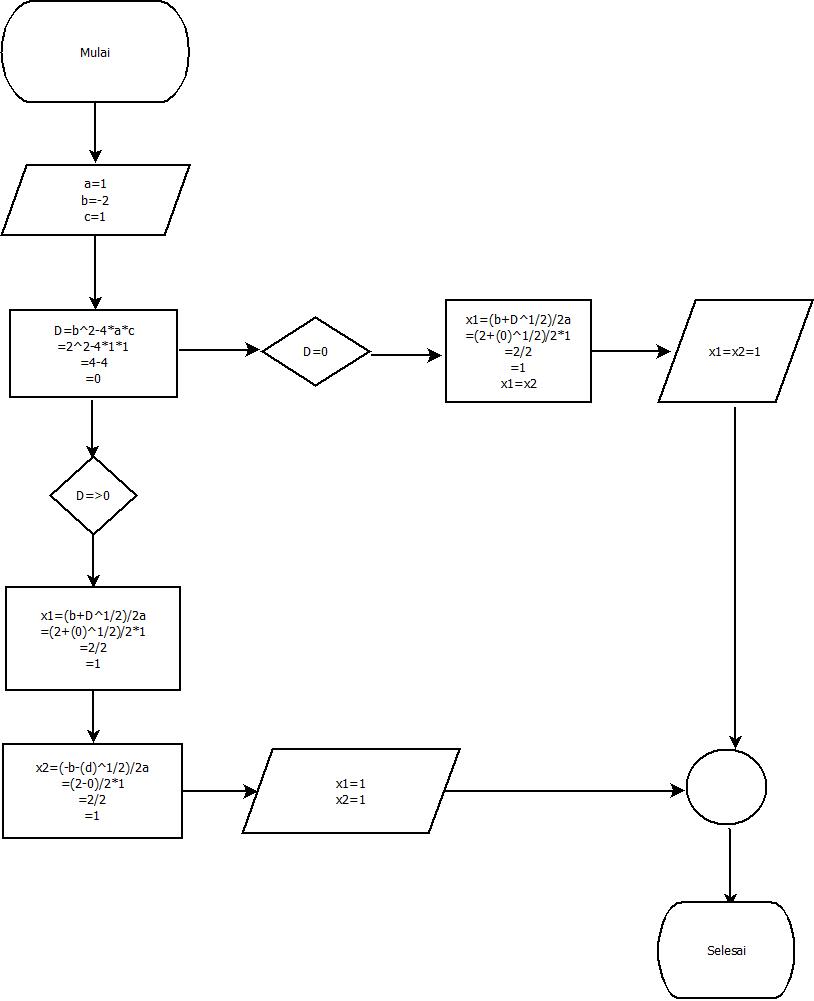 Mulai
a=1
b=-2
c=1
D=b^2-4*a*c
=2^2-4*1*1
=4-4
=0
D=0
x1=(b+D^1/2)/2a
=(2+(0)^1/2)/2*1
=2/2
=1
x1=x2
x1=x2=1
D=>0
x1=(b+D^1/2)/2a
=(2+(0)^1/2)/2*1
=2/2
=1
x2=(-b-(d)^1/2)/2a
=(2-0)/2*1
=2/2
=1
x1=1
x2=1
Selesai